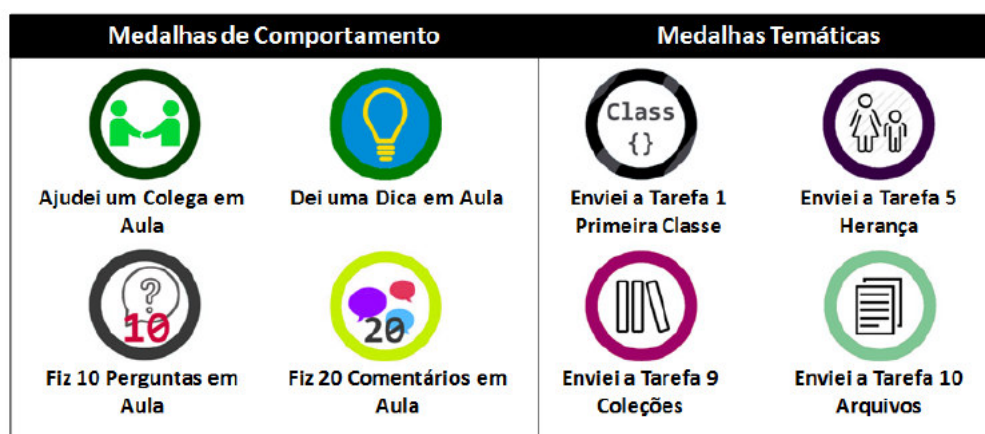 Medalhas de Comportamento
Medalhas Temáticas
Ajudei um Colega em
Aula
Dei uma Dica em Aula
Class
{}
Enviei a Tarefa 1
Primeira Classe
Enviei a Tarefa 5
Herança
?
10
Fiz 10 Perguntas em
Aula
20
Fiz 20 Comentários em
Aula
Enviei a Tarefa 9
Coleções
Enviei a Tarefa 10
Arquivos